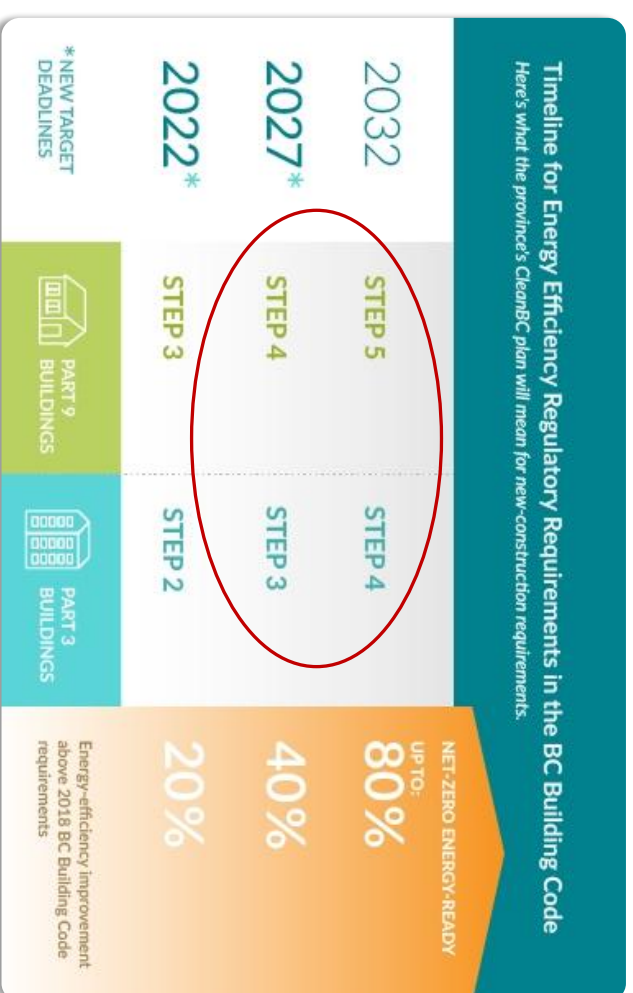 Timeline for Energy Efficiency Regulatory Requirements in the BC Building Code
Here's what the province's CleanBC plan will mean for new-construction requirements.
NET-ZERO ENERGY-READY
2032
STEP 5
STEP 4
UP TO:
80%
2027*
STEP 4
STEP 3
40%
2022*
STEP 3
STEP 2
20%
*NEW TARGET
DEADLINES
PART 9
BUILDINGS
PART 3
BUILDINGS
Energy-efficiency improvement
above 2018 BC Building Code
requirements